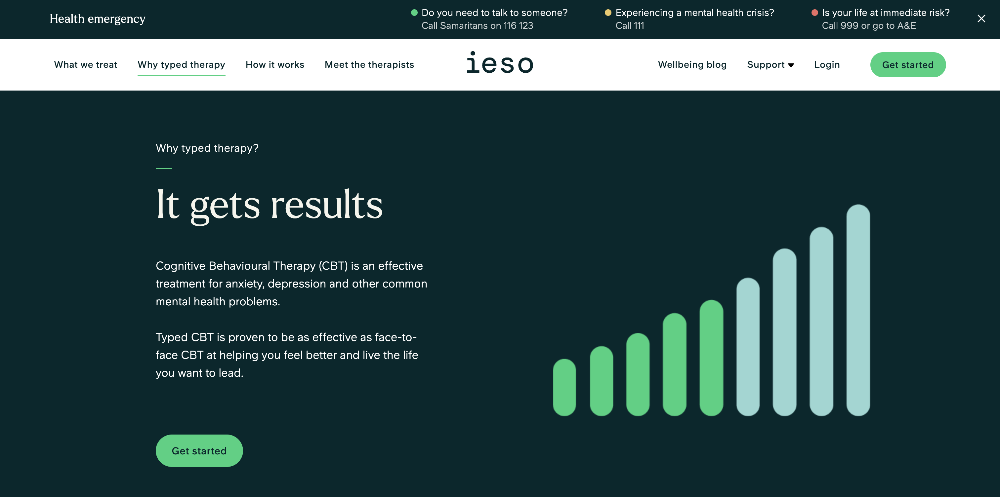 Health emergency
Do you need to talk to someone?
Call Samaritans on 116 123
Experiencing a mental health crisis?
Call 111
Is your life at immediate risk?
Call 999 or go to A&E
What we treat
Why typed therapy
How it works
Meet the therapists
ieso
Wellbeing blog
Support
Login
Get started
Why typed therapy?
It gets results
Cognitive Behavioural Therapy (CBT) is an effective
treatment for anxiety, depression and other common
mental health problems.
Typed CBT is proven to be as effective as face-to-
face CBT at helping you feel better and live the life
you want to lead.
Get started